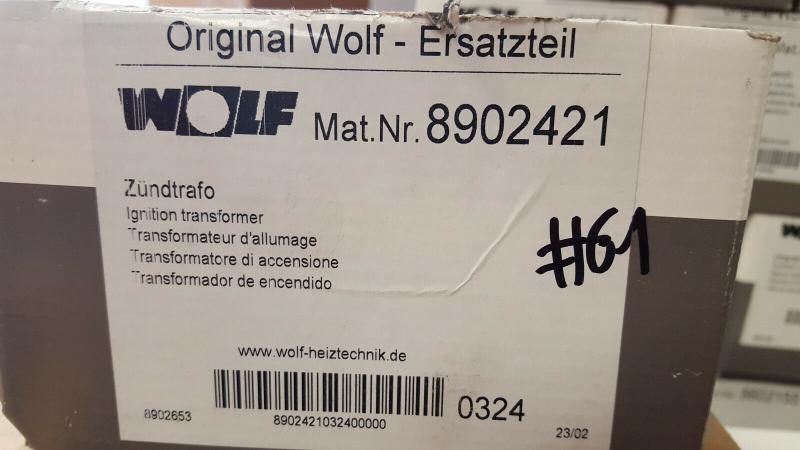 Original Wolf - Ersatzteil
WOLF Mat.Nr. 8902421
Zündtrafo
Ignition transformer
Transformateur d'allumage
Transformatore di accensione
Transformador de encendido
#61
www.wolf-heiztechnik.de
0324
8902653
8902421032400000
23/02